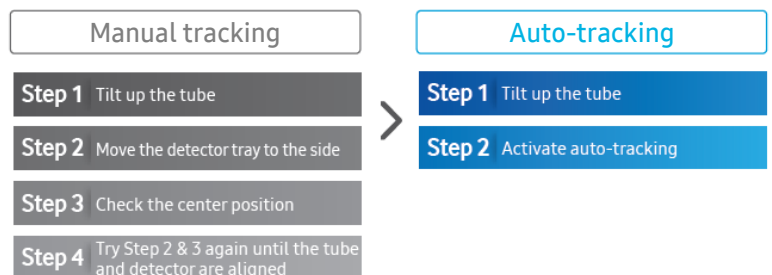 Manual tracking
Step 1 Tilt up the tube
Step 2 Move the detector tray to the side
Step 3 Check the center position
Step 4 Try Step 2 & 3 again until the tube
and detector are aligned
Auto-tracking
Step 1 Tilt up the tube
Step 2 Activate auto-tracking